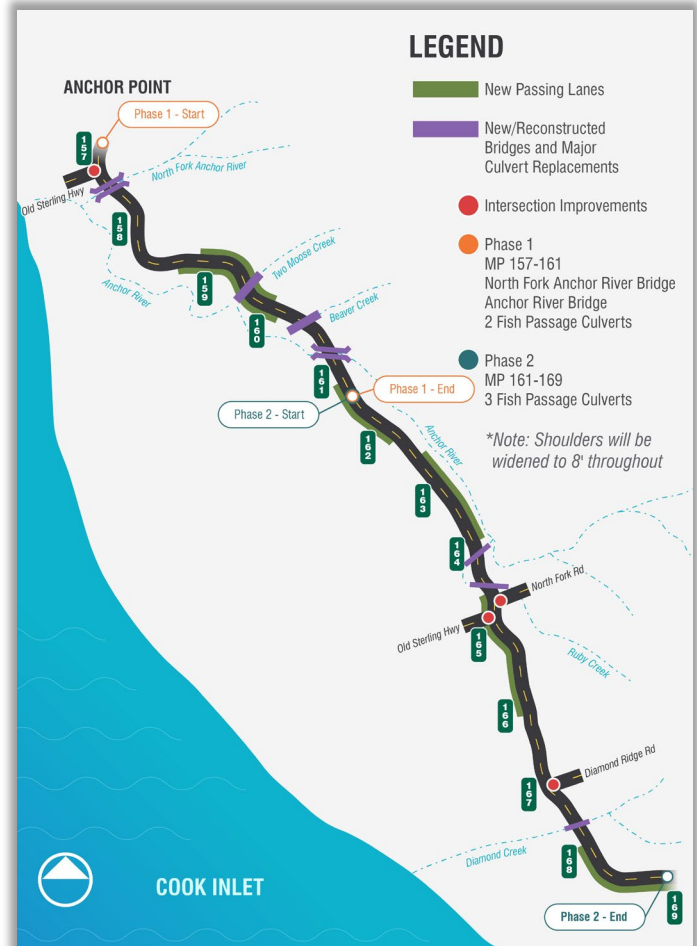 LEGEND
New Passing Lanes
New/Reconstructed
Bridges and Major
Culvert Replacements
Intersection Improvements
Phase 1
MP 157-161
North Fork Anchor River Bridge
Anchor River Bridge
2 Fish Passage Culverts
Phase 2
MP 161-169
3 Fish Passage Culverts
*Note: Shoulders will be
widened to 8' throughout
ANCHOR POINT
Phase 1 - Start
157
North Fork Anchor River
Old Sterling Hwy
158
Anchor River
159
Two Moose Creek
160
Beaver Creek
161
Phase 1 - End
Phase 2 - Start
162
Anchor River
163
164
North Fork Rd
Old Sterling Hwy
165
Ruby Creek
166
Diamond Ridge Rd
167
Diamond Creek
168
169
Phase 2 - End
COOK INLET